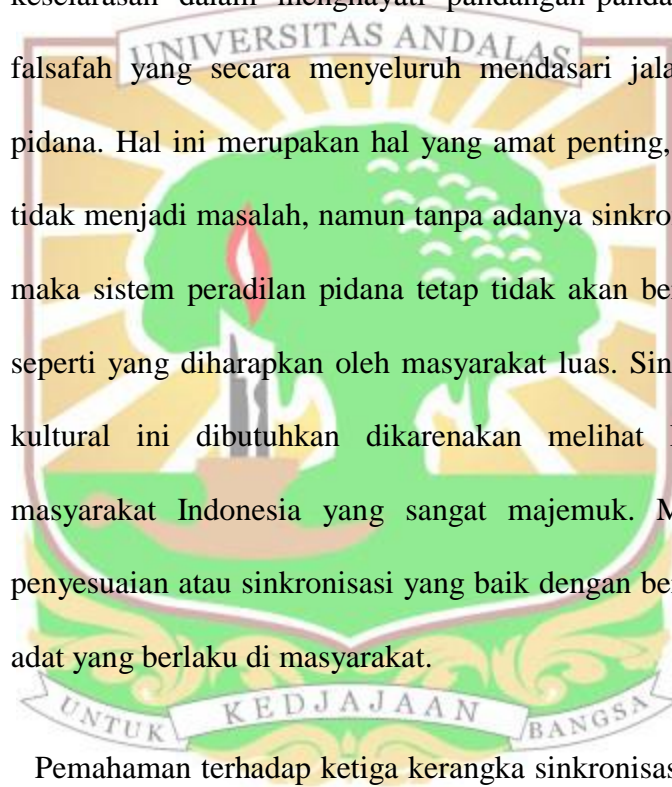 keselarasan dalam menghayati pandangan-panda
UNIVERSITAS ANDALAS
falsafah yang secara menyeluruh mendasari jala
pidana. Hal ini merupakan hal yang amat penting,
tidak menjadi masalah, namun tanpa adanya sinkro
maka sistem peradilan pidana tetap tidak akan be
seperti yang diharapkan oleh masyarakat luas. Sin
kultural ini dibutuhkan dikarenakan melihat
masyarakat Indonesia yang sangat majemuk. M
penyesuaian atau sinkronisasi yang baik dengan be
adat yang berlaku di masyarakat.
UNTUK KEDJAJAAN BANGSA
Pemahaman terhadap ketiga kerangka sinkronisas